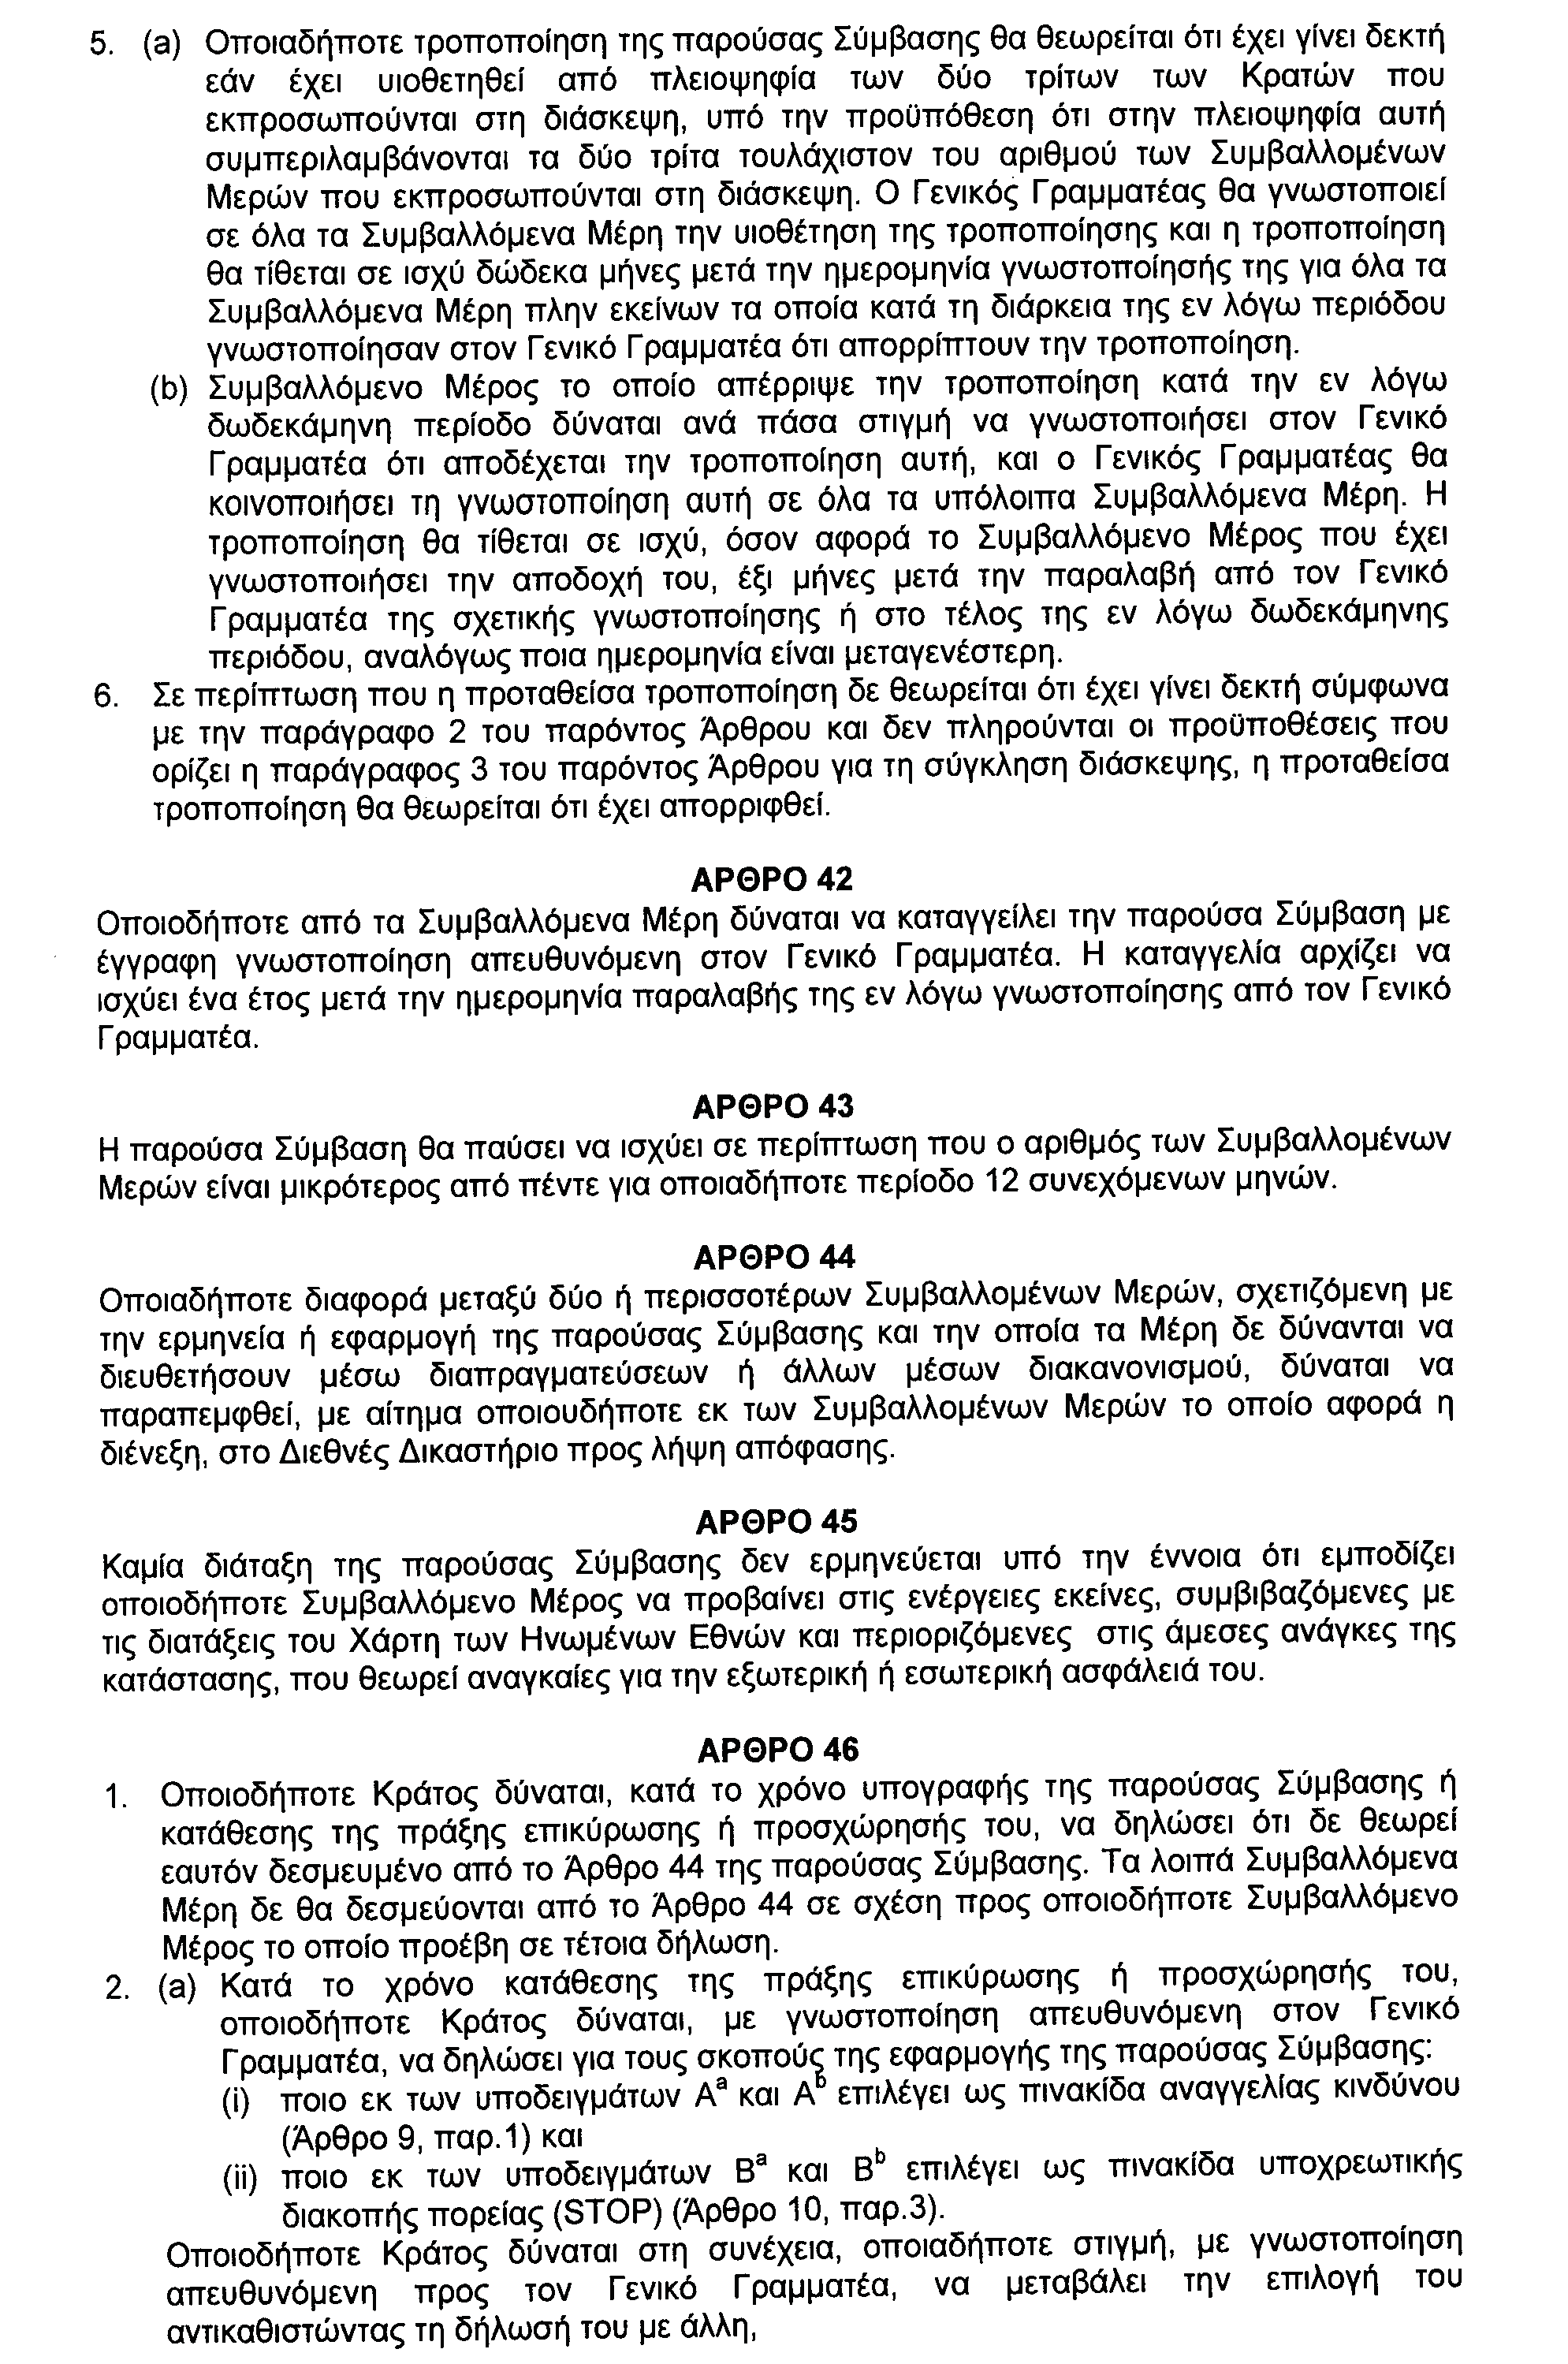 5. (a) Οποιαδήποτε τροποποίηση της παρούσας Σύμβασης θα θεωρείται ότι έχει γίνει δεκτή
εάν έχει υιοθετηθεί από πλειοψηφία των δύο τρίτων των Κρατών που
εκπροσωπούνται στη διάσκεψη, υπό την προϋπόθεση ότι στην πλειοψηφία αυτή
συμπεριλαμβάνονται τα δύο τρίτα τουλάχιστον του αριθμού των Συμβαλλομένων
Μερών που εκπροσωπούνται στη διάσκεψη. Ο Γενικός Γραμματέας θα γνωστοποιεί
σε όλα τα Συμβαλλόμενα Μέρη την υιοθέτηση της τροποποίησης και η τροποποίηση
θα τίθεται σε ισχύ δώδεκα μήνες μετά την ημερομηνία γνωστοποίησής της για όλα τα
Συμβαλλόμενα Μέρη πλην εκείνων τα οποία κατά τη διάρκεια της εν λόγω περιόδου
γνωστοποίησαν στον Γενικό Γραμματέα ότι απορρίπτουν την τροποποίηση.
(b) Συμβαλλόμενο Μέρος το οποίο απέρριψε την τροποποίηση κατά την εν λόγω
δωδεκάμηνη περίοδο δύναται ανά πάσα στιγμή να γνωστοποιήσει στον Γενικό
Γραμματέα ότι αποδέχεται την τροποποίηση αυτή, και ο Γενικός Γραμματέας θα
κοινοποιήσει τη γνωστοποίηση αυτή σε όλα τα υπόλοιπα Συμβαλλόμενα Μέρη. Η
τροποποίηση θα τίθεται σε ισχύ, όσον αφορά το Συμβαλλόμενο Μέρος που έχει
γνωστοποιήσει την αποδοχή του, έξι μήνες μετά την παραλαβή από τον Γενικό
Γραμματέα της σχετικής γνωστοποίησης ή στο τέλος της εν λόγω δωδεκάμηνης
περιόδου, αναλόγως ποια ημερομηνία είναι μεταγενέστερη.
6. Σε περίπτωση που η προταθείσα τροποποίηση δε θεωρείται ότι έχει γίνει δεκτή σύμφωνα
με την παράγραφο 2 του παρόντος Άρθρου και δεν πληρούνται οι προϋποθέσεις που
ορίζει η παράγραφος 3 του παρόντος Άρθρου για τη σύγκληση διάσκεψης, η προταθείσα
τροποποίηση θα θεωρείται ότι έχει απορριφθεί.
ΑΡΘΡΟ 42
Οποιοδήποτε από τα Συμβαλλόμενα Μέρη δύναται να καταγγείλει την παρούσα Σύμβαση με
έγγραφη γνωστοποίηση απευθυνόμενη στον Γενικό Γραμματέα. Η καταγγελία αρχίζει να
ισχύει ένα έτος μετά την ημερομηνία παραλαβής της εν λόγω γνωστοποίησης από τον Γενικό
Γραμματέα.
ΑΡΘΡΟ 43
Η παρούσα Σύμβαση θα παύσει να ισχύει σε περίπτωση που ο αριθμός των Συμβαλλομένων
Μερών είναι μικρότερος από πέντε για οποιαδήποτε περίοδο 12 συνεχόμενων μηνών.
ΑΡΘΡΟ 44
Οποιαδήποτε διαφορά μεταξύ δύο ή περισσοτέρων Συμβαλλομένων Μερών, σχετιζόμενη με
την ερμηνεία ή εφαρμογή της παρούσας Σύμβασης και την οποία τα Μέρη δε δύνανται να
διευθετήσουν μέσω διαπραγματεύσεων ή άλλων μέσων διακανονισμού, δύναται να
παραπεμφθεί, με αίτημα οποιουδήποτε εκ των Συμβαλλομένων Μερών το οποίο αφορά η
διένεξη, στο Διεθνές Δικαστήριο προς λήψη απόφασης.
ΑΡΘΡΟ 45
Καμία διάταξη της παρούσας Σύμβασης δεν ερμηνεύεται υπό την έννοια ότι εμποδίζει
οποιοδήποτε Συμβαλλόμενο Μέρος να προβαίνει στις ενέργειες εκείνες, συμβιβαζόμενες με
τις διατάξεις του Χάρτη των Ηνωμένων Εθνών και περιοριζόμενες στις άμεσες ανάγκες της
κατάστασης, που θεωρεί αναγκαίες για την εξωτερική ή εσωτερική ασφάλειά του.
ΑΡΘΡΟ 46
1. Οποιοδήποτε Κράτος δύναται, κατά το χρόνο υπογραφής της παρούσας Σύμβασης ή
κατάθεσης της πράξης επικύρωσης ή προσχώρησής του, να δηλώσει ότι δε θεωρεί
εαυτόν δεσμευμένο από το Άρθρο 44 της παρούσας Σύμβασης. Τα λοιπά Συμβαλλόμενα
Μέρη δε θα δεσμεύονται από το Άρθρο 44 σε σχέση προς οποιοδήποτε Συμβαλλόμενο
Μέρος το οποίο προέβη σε τέτοια δήλωση.
2. (a) Κατά το χρόνο κατάθεσης της πράξης επικύρωσης ή προσχώρησής του,
οποιοδήποτε Κράτος δύναται, με γνωστοποίηση απευθυνόμενη στον Γενικό
Γραμματέα, να δηλώσει για τους σκοπούς της εφαρμογής της παρούσας Σύμβασης:
(i) ποιο εκ των υποδειγμάτων Αª και Αᵇ επιλέγει ως πινακίδα αναγγελίας κινδύνου
(Άρθρο 9, παρ.1) και
(ii) ποιο εκ των υποδειγμάτων Βª και Βᵇ επιλέγει ως πινακίδα υποχρεωτικής
διακοπής πορείας (STOP) (Άρθρο 10, παρ.3).
Οποιοδήποτε Κράτος δύναται στη συνέχεια, οποιαδήποτε στιγμή, με γνωστοποίηση
απευθυνόμενη προς τον Γενικό Γραμματέα, να μεταβάλει την επιλογή του
αντικαθιστώντας τη δήλωσή του με άλλη,